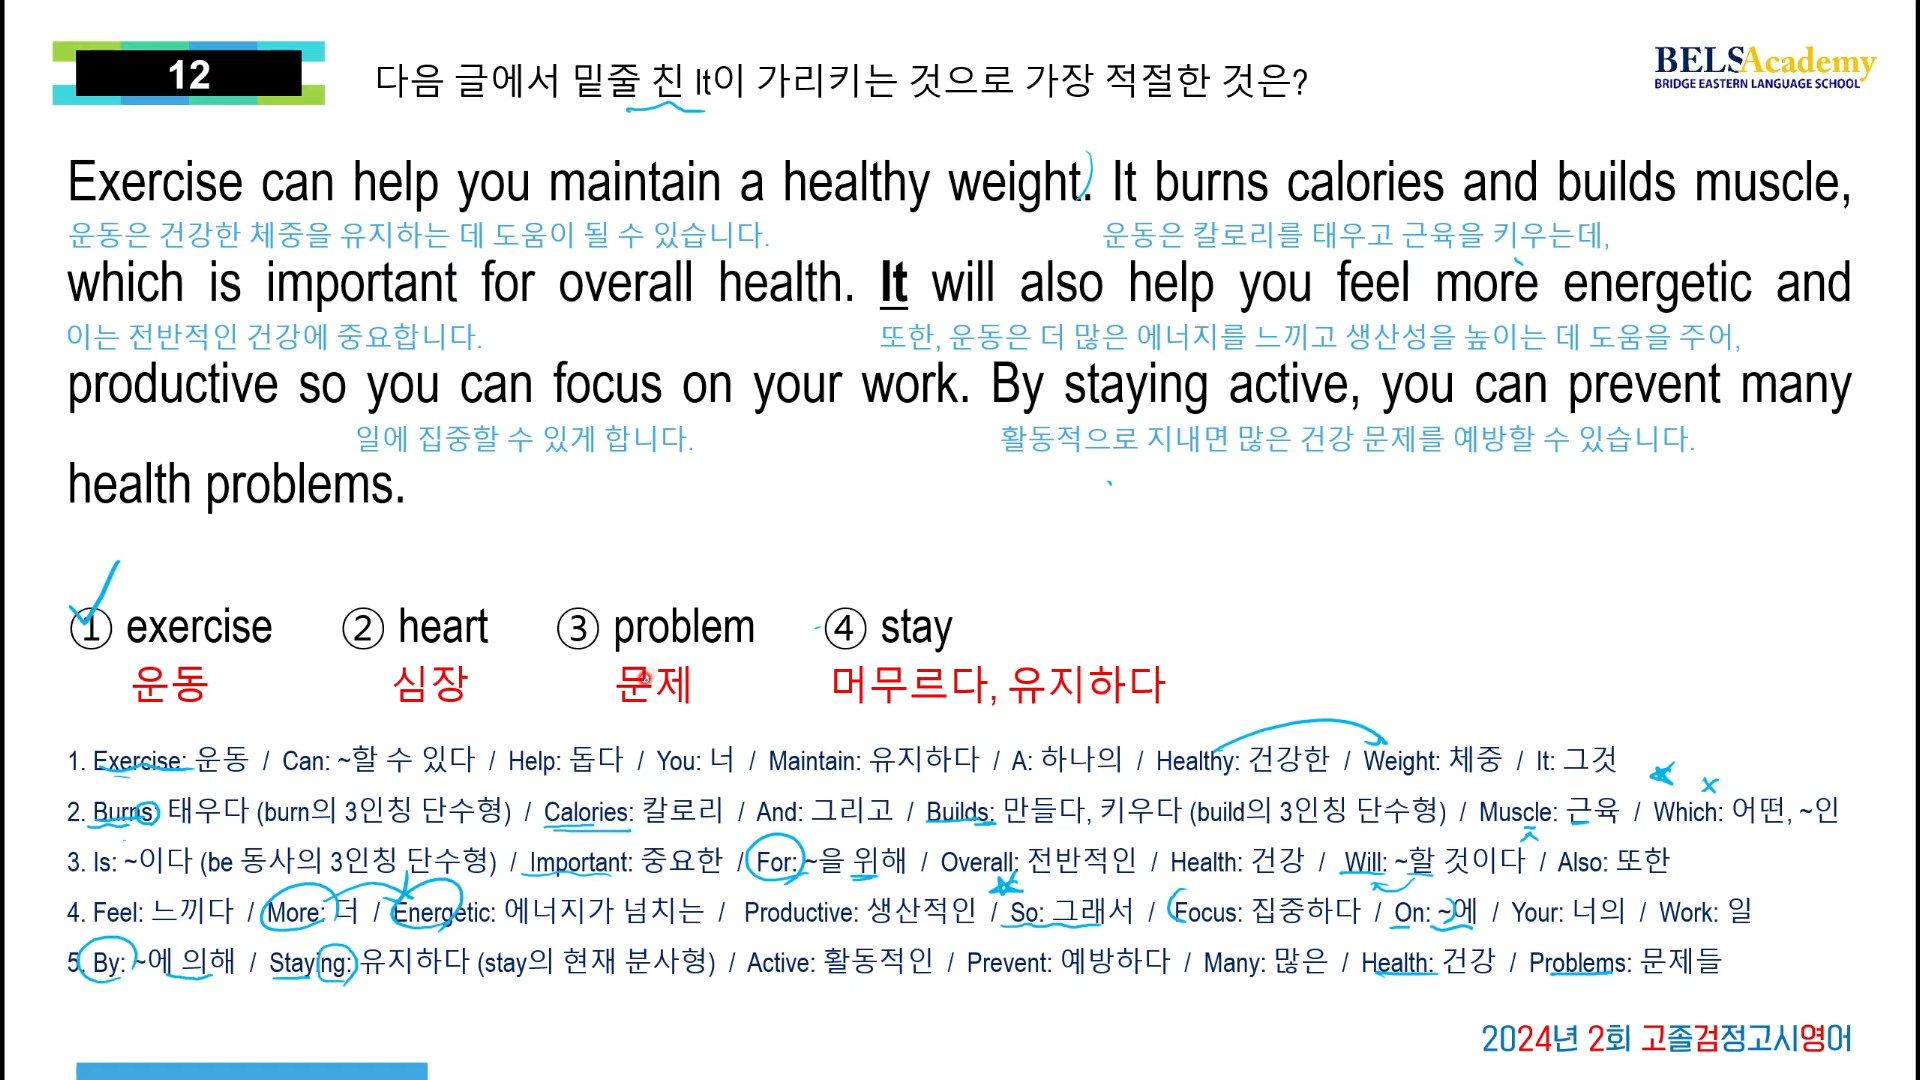 12
다음 글에서 밑줄 친 It이 가리키는 것으로 가장 적절한 것은?
BELSAcademy
BRIDGE EASTERN LANGUAGE SCHOOL
Exercise can help you maintain a healthy weight. It burns calories and builds muscle,
운동은 건강한 체중을 유지하는 데 도움이 될 수 있습니다. 운동은 칼로리를 태우고 근육을 키우는데,
which is important for overall health. It will also help you feel more energetic and
이는 전반적인 건강에 중요합니다. 또한, 운동은 더 많은 에너지를 느끼고 생산성을 높이는 데 도움을 주어,
productive so you can focus on your work. By staying active, you can prevent many
일에 집중할 수 있게 합니다. 활동적으로 지내면 많은 건강 문제를 예방할 수 있습니다.
health problems.
① exercise ② heart ③ problem ④ stay
운동 심장 문제 머무르다, 유지하다
1. Exercise: 운동 / Can: ~할 수 있다 / Help: 돕다 / You: 너 / Maintain: 유지하다 / A: 하나의 / Healthy: 건강한 / Weight: 체중 / It: 그것
2. Burns: 태우다 (burn의 3인칭 단수형) / Calories: 칼로리 / And: 그리고 / Builds: 만들다, 키우다 (build의 3인칭 단수형) / Muscle: 근육 / Which: 어떤, ~인
3. Is: ~이다 (be 동사의 3인칭 단수형) / Important: 중요한 / For: ~을 위해 / Overall: 전반적인 / Health: 건강 / Will: ~할 것이다 / Also: 또한
4. Feel: 느끼다 / More: 더 / Energetic: 에너지가 넘치는 / Productive: 생산적인 / So: 그래서 / Focus: 집중하다 / On: ~에 / Your: 너의 / Work: 일
5. By: ~에 의해 / Staying: 유지하다 (stay의 현재 분사형) / Active: 활동적인 / Prevent: 예방하다 / Many: 많은 / Health: 건강 / Problems: 문제들
2024년 2회 고졸검정고시영어